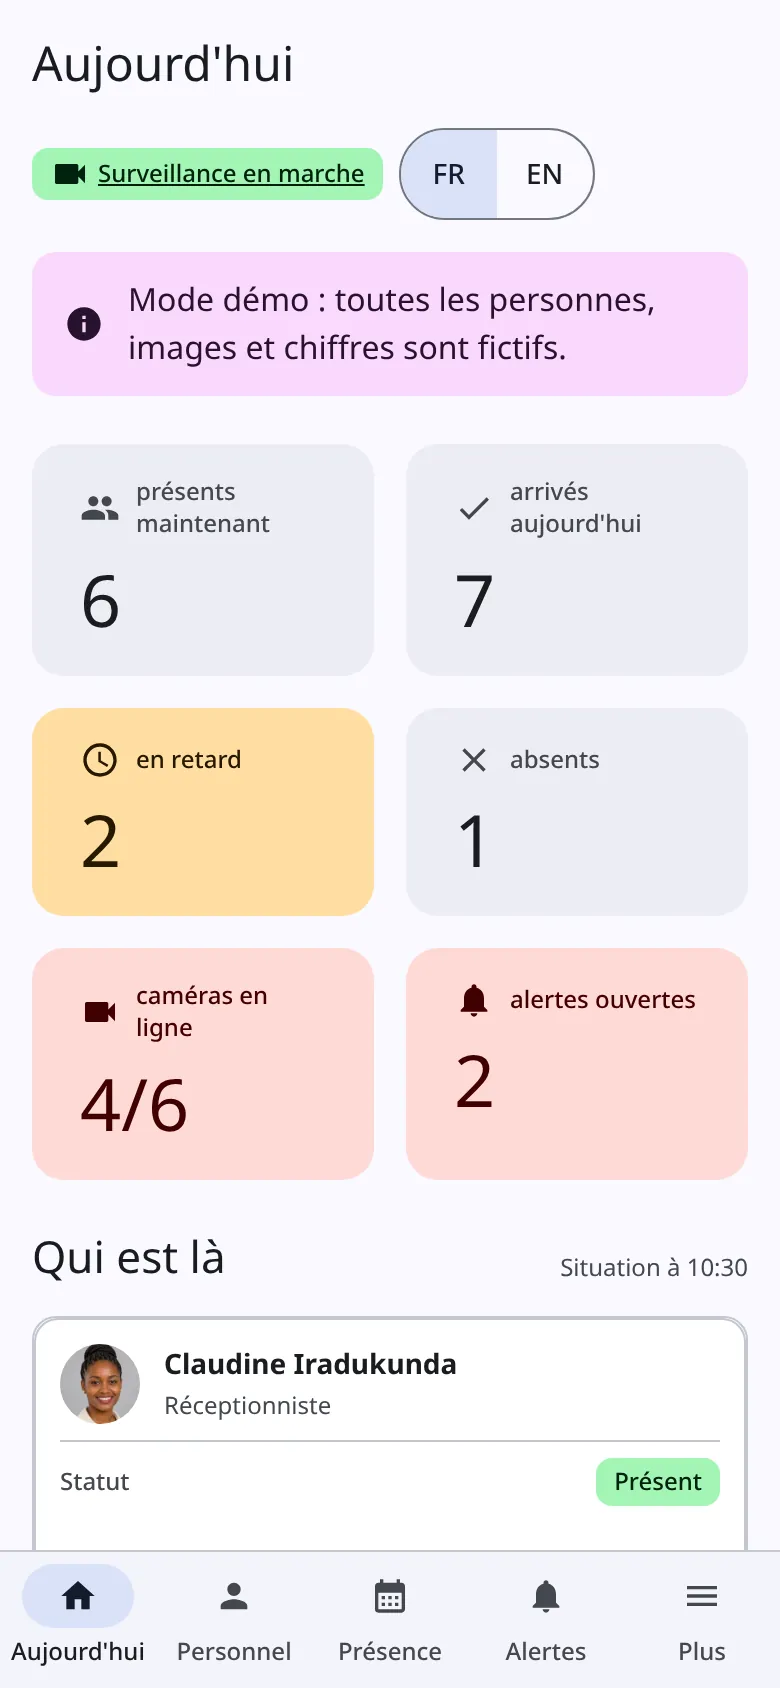 Aujourd'hui
Surveillance en marche
FR
EN
Mode démo : toutes les personnes,
images et chiffres sont fictifs.
présents
maintenant
6
arrivés
aujourd'hui
7
en retard
2
absents
1
caméras en
ligne
4/6
alertes ouvertes
2
Qui est là
Situation à 10:30
Claudine Iradukunda
Réceptionniste
Statut
Présent
Aujourd'hui
Personnel
Présence
Alertes
Plus